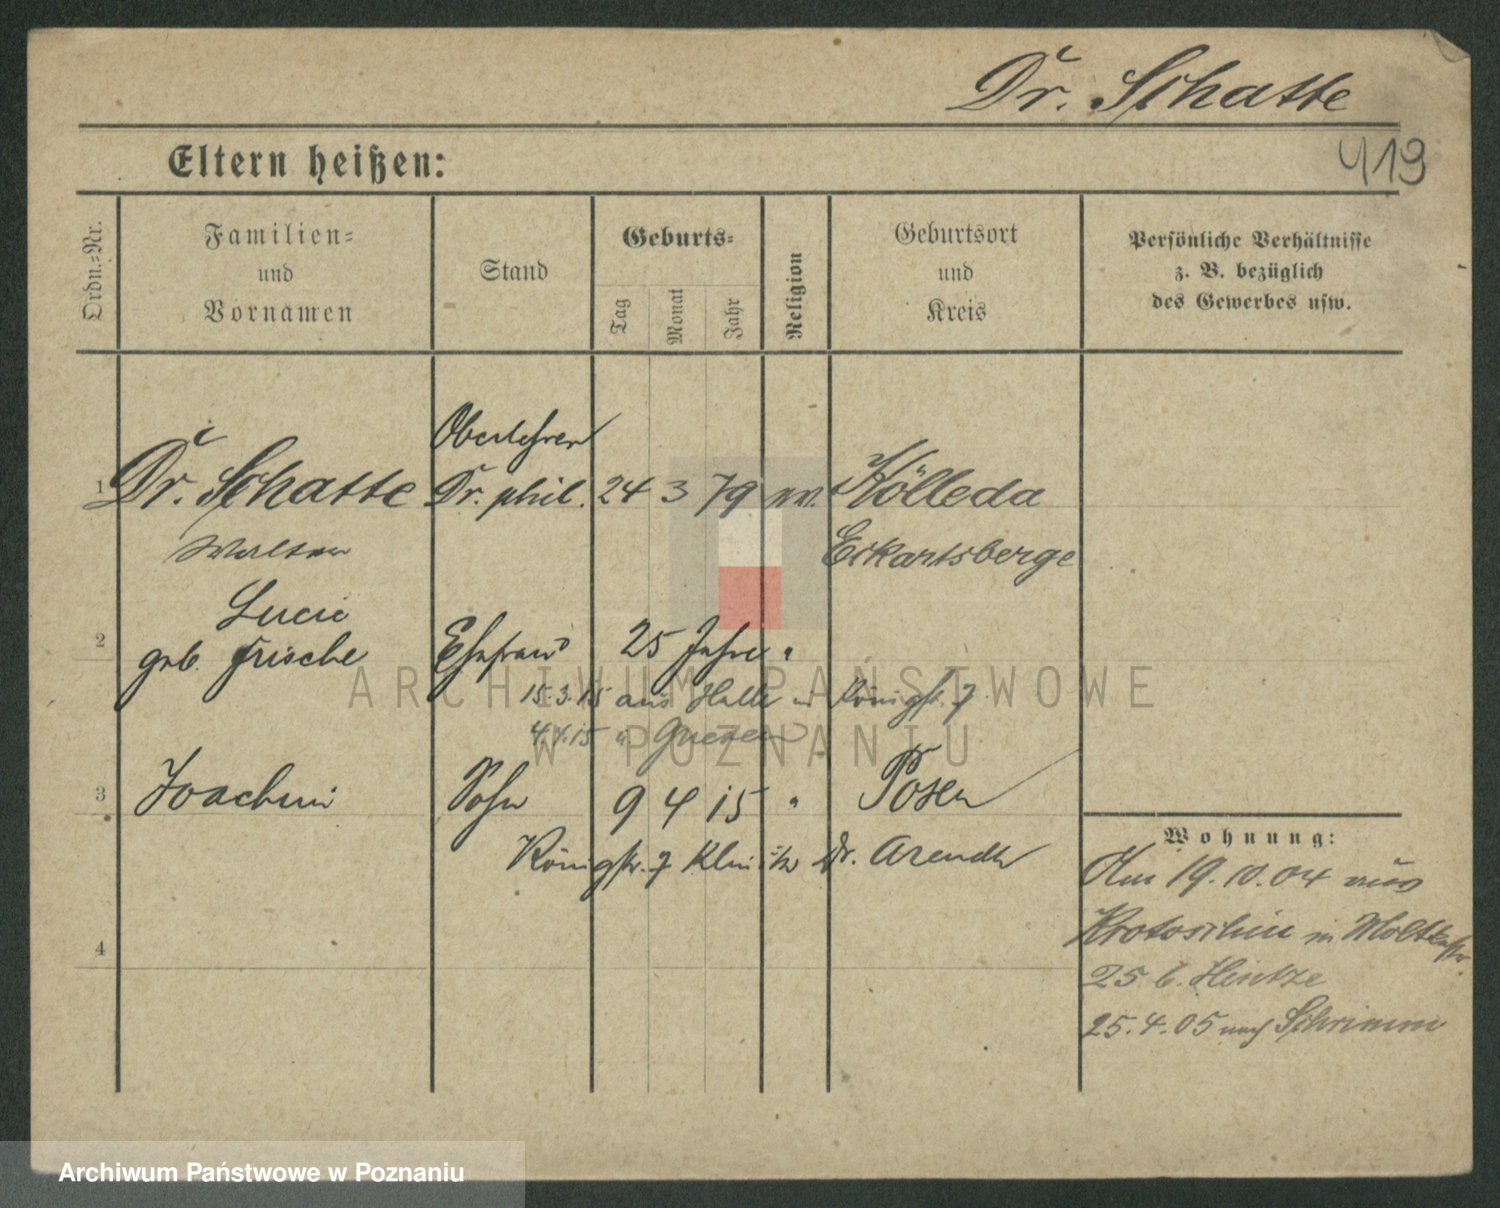 Dr. Schatte
419
Eltern heißen:
Ordn.-Nr.
Familien- und Vornamen
Stand
Geburts-
Tag
Monat
Jahr
Religion
Geburtsort und Kreis
Persönliche Verhältnisse
z. B. bezüglich
des Gewerbes usw.
Oberlehrer
1 Dr. Schatte Dr. phil. 24 3 79 Kölleda
Walter Eckartsberge
Lucie
2 geb. Frische Ehefrau 25 Jahre "
15.3.15 aus Halle in Königstr. 7
4.4.15 " Gnesen
3 Joachim Sohn 9 4 15 " Posen
Königstr. 7 Klinik Dr. Arendt
4
Wohnung:
Am 19.10.04 aus
Krotoschin in Moltkestr.
25 b. Hintze
25.4.05 nach Schrimm
ARCHIWUM PAŃSTWOWE
W POZNANIU
Archiwum Państwowe w Poznaniu